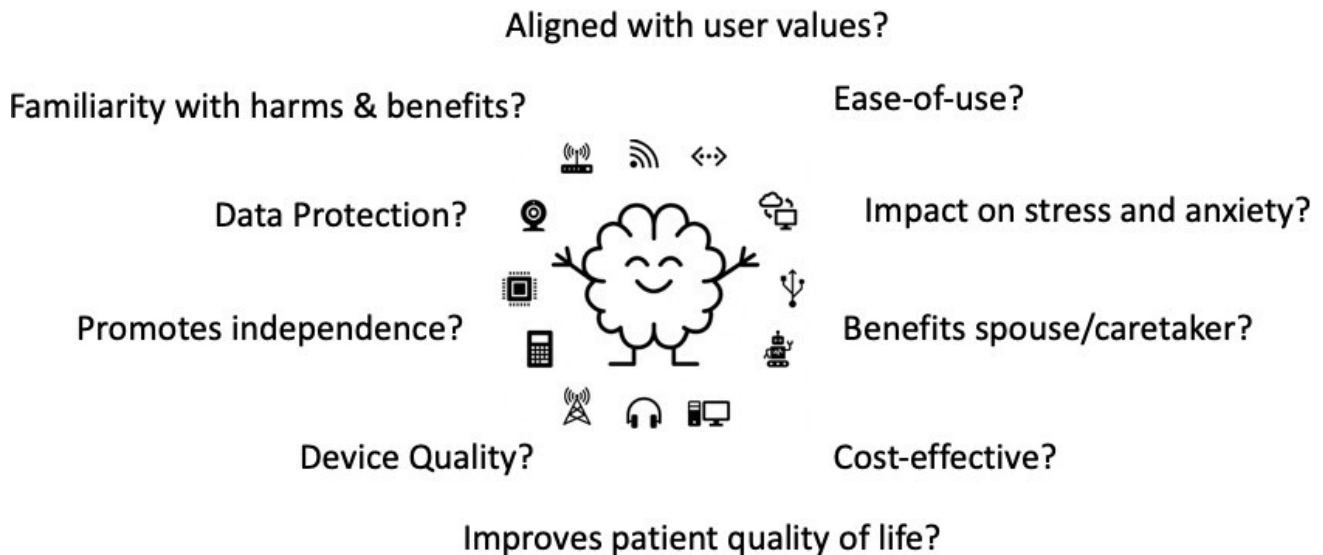 Aligned with user values?
Familiarity with harms & benefits?
Ease-of-use?
Data Protection?
Impact on stress and anxiety?
Promotes independence?
Benefits spouse/caretaker?
Device Quality?
Cost-effective?
Improves patient quality of life?